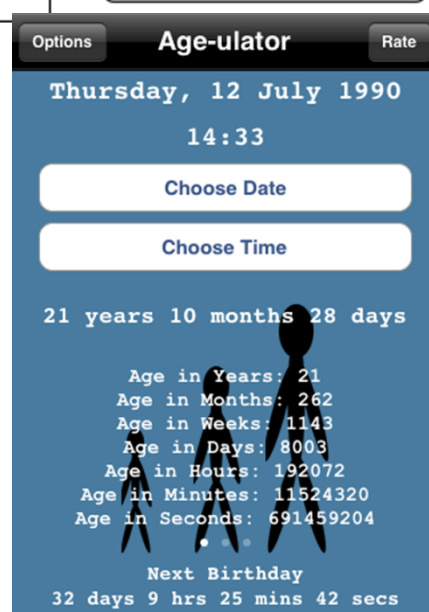 Options Age-ulator Rate
Thursday, 12 July 1990
14:33
Choose Date
Choose Time
21 years 10 months 28 days
Age in Years: 21
Age in Months: 262
Age in Weeks: 1143
Age in Days: 8003
Age in Hours: 192072
Age in Minutes: 11524320
Age in Seconds: 691459204
Next Birthday
32 days 9 hrs 25 mins 42 secs